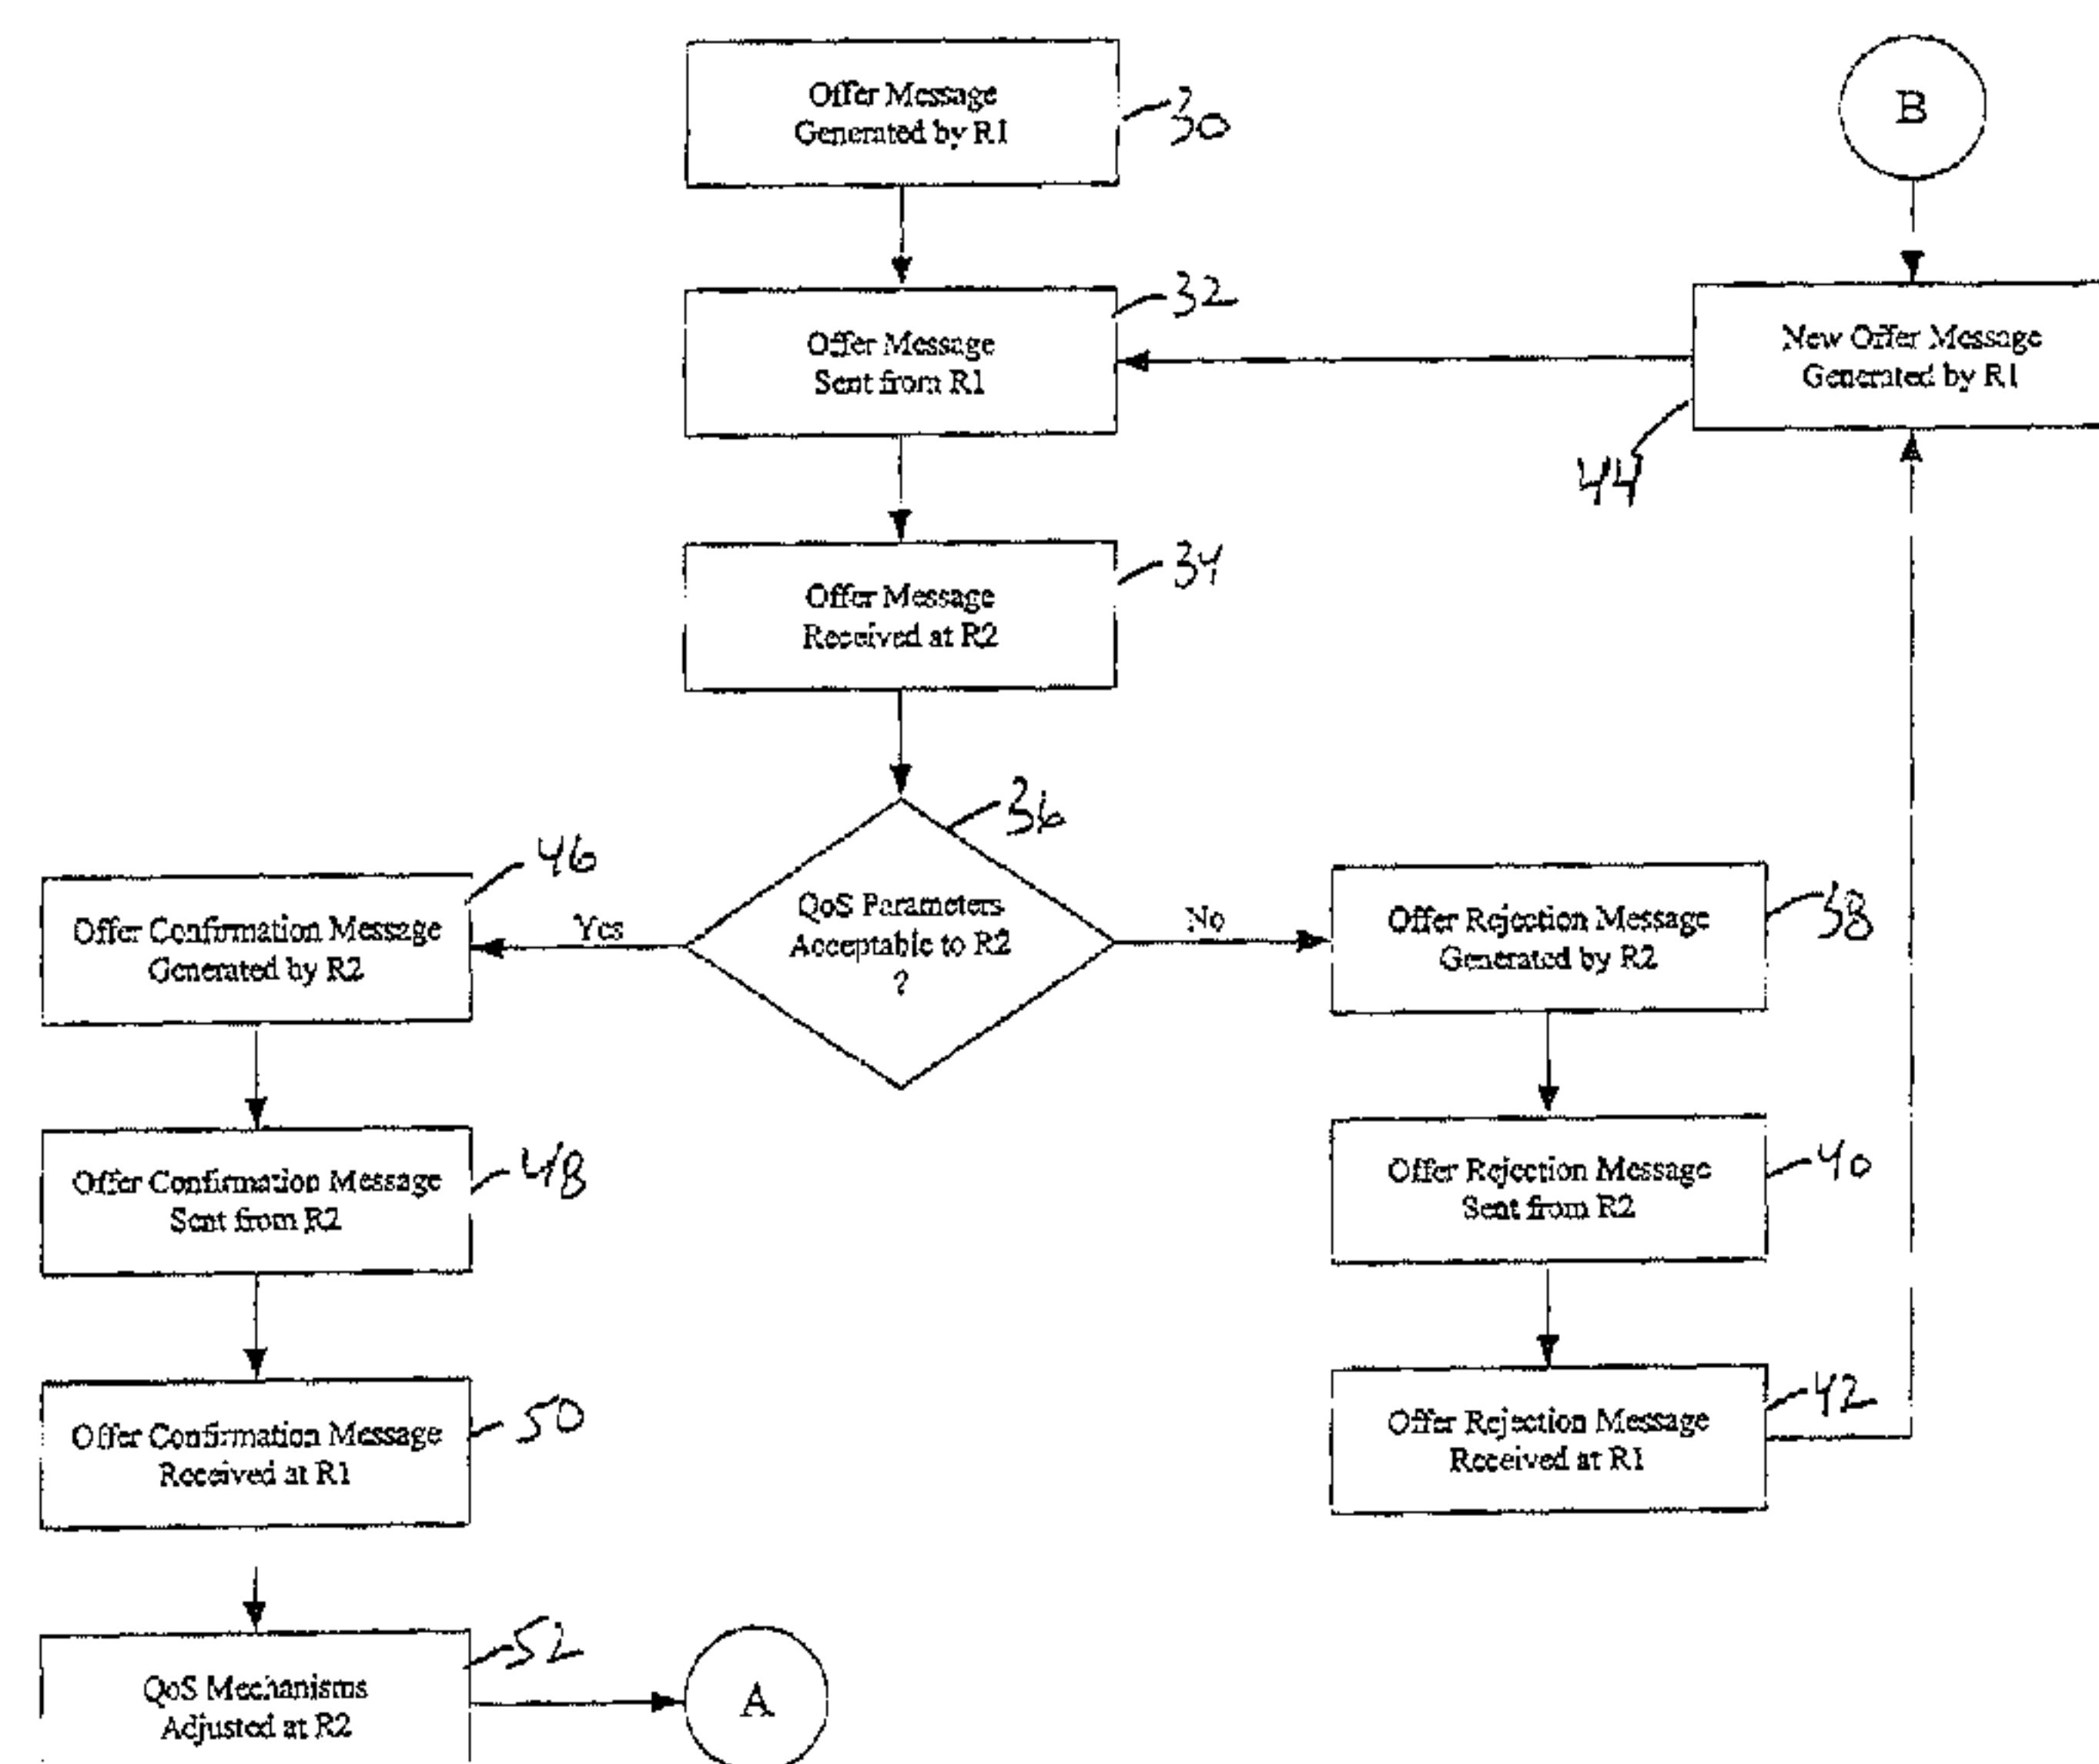 Offer Message
Generated by R1
30
B
Offer Message
Sent from R1
32
New Offer Message
Generated by R1
44
Offer Message
Received at R2
34
QoS Parameters
Acceptable to R2
?
36
Yes
No
Offer Confirmation Message
Generated by R2
46
Offer Rejection Message
Generated by R2
38
Offer Confirmation Message
Sent from R2
48
Offer Rejection Message
Sent from R2
40
Offer Confirmation Message
Received at R1
50
Offer Rejection Message
Received at R1
42
QoS Mechanisms
Adjusted at R2
52
A